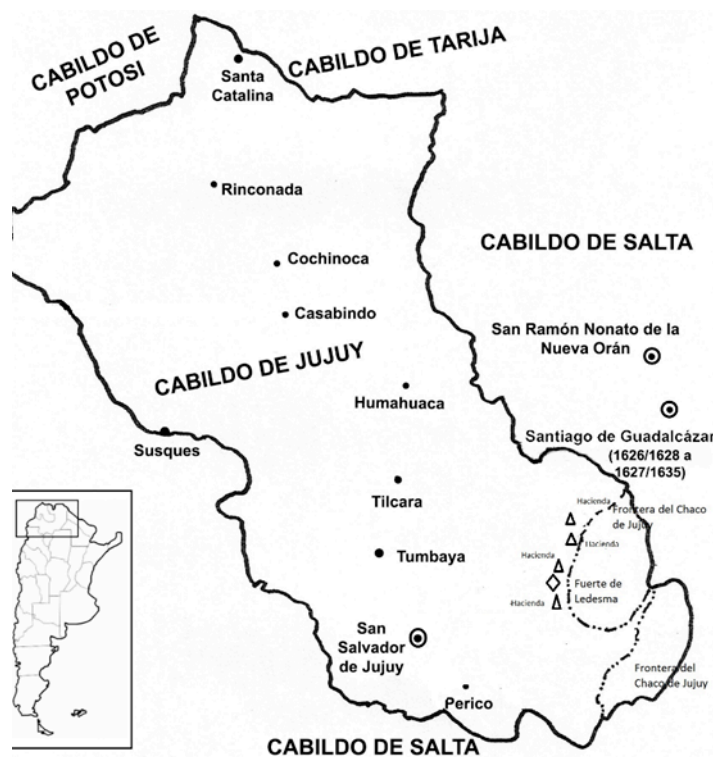 CABILDO DE
POTOSI
CABILDO DE TARIJA
Santa
Catalina
Rinconada
CABILDO DE SALTA
Cochinoca
Casabindo
San Ramón Nonato de la
Nueva Orán
CABILDO DE JUJUY
Humahuaca
Santiago de Guadalcázar
(1626/1628 a
1627/1635)
Susques
Tilcara
Hacienda
Frontera del Chaco
de Jujuy
Hacienda
Tumbaya
Hacienda
Fuerte de
Ledesma
Hacienda
San
Salvador
de Jujuy
Frontera del
Chaco de Jujuy
Perico
CABILDO DE SALTA